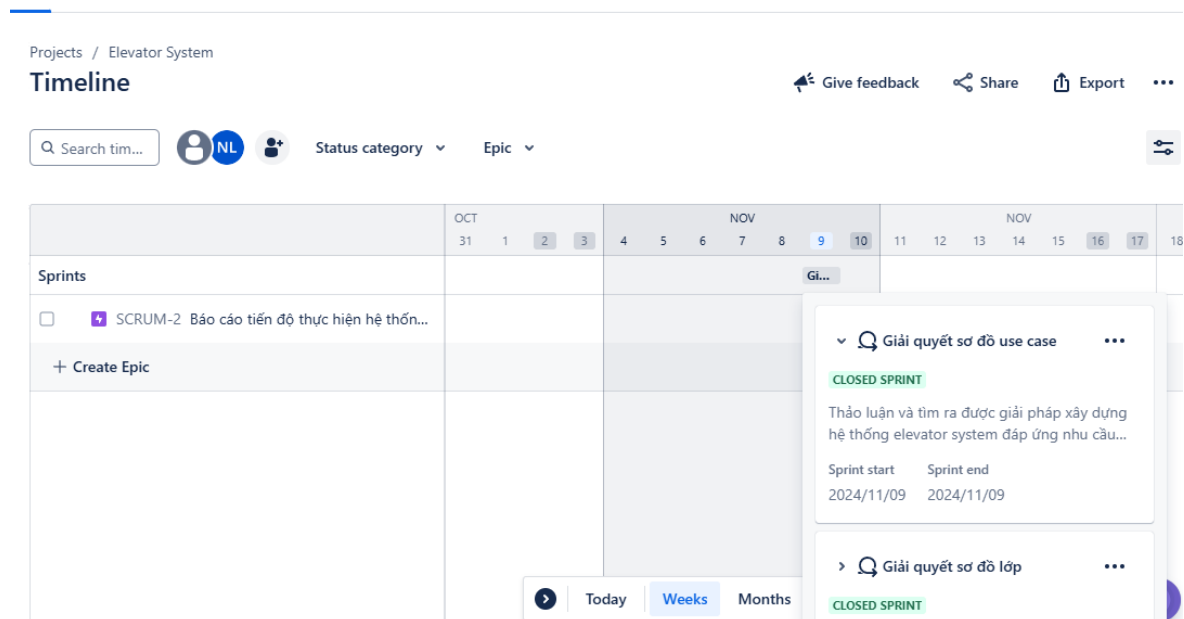 Projects / Elevator System
Timeline
Give feedback Share Export
Search tim... NL Status category Epic
OCT NOV NOV
31 1 2 3 4 5 6 7 8 9 10 11 12 13 14 15 16 17 18
Sprints Gi...
SCRUM-2 Báo cáo tiến độ thực hiện hệ thốn...
+ Create Epic
Giải quyết sơ đồ use case
CLOSED SPRINT
Thảo luận và tìm ra được giải pháp xây dựng
hệ thống elevator system đáp ứng nhu cầu...
Sprint start Sprint end
2024/11/09 2024/11/09
Giải quyết sơ đồ lớp
CLOSED SPRINT
Today Weeks Months